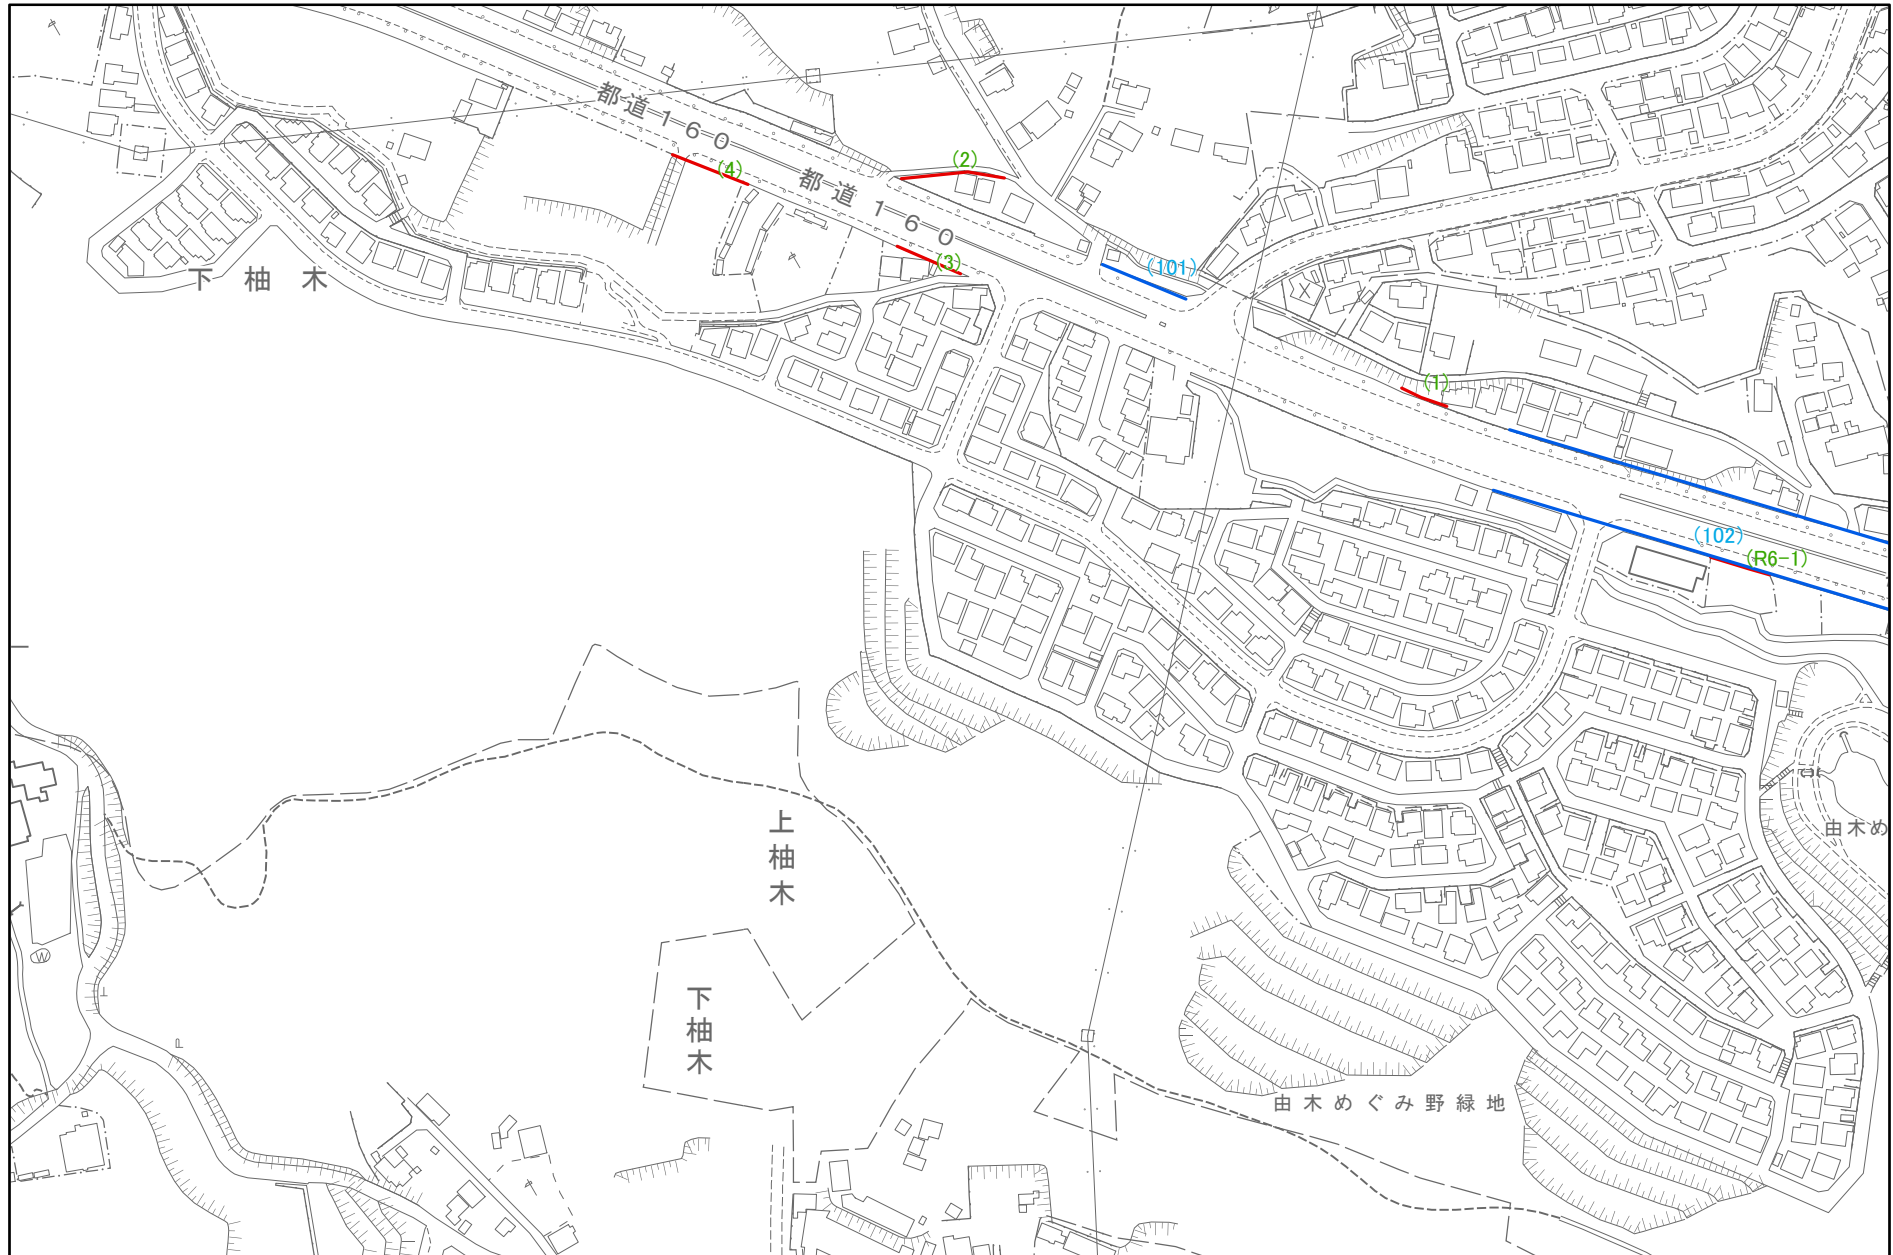 都道160
(2)
(4)
都道160
(3)
(101)
下柚木
(1)
(102)
(R6-1)
上柚木
由木め
下柚木
由木めぐみ野緑地